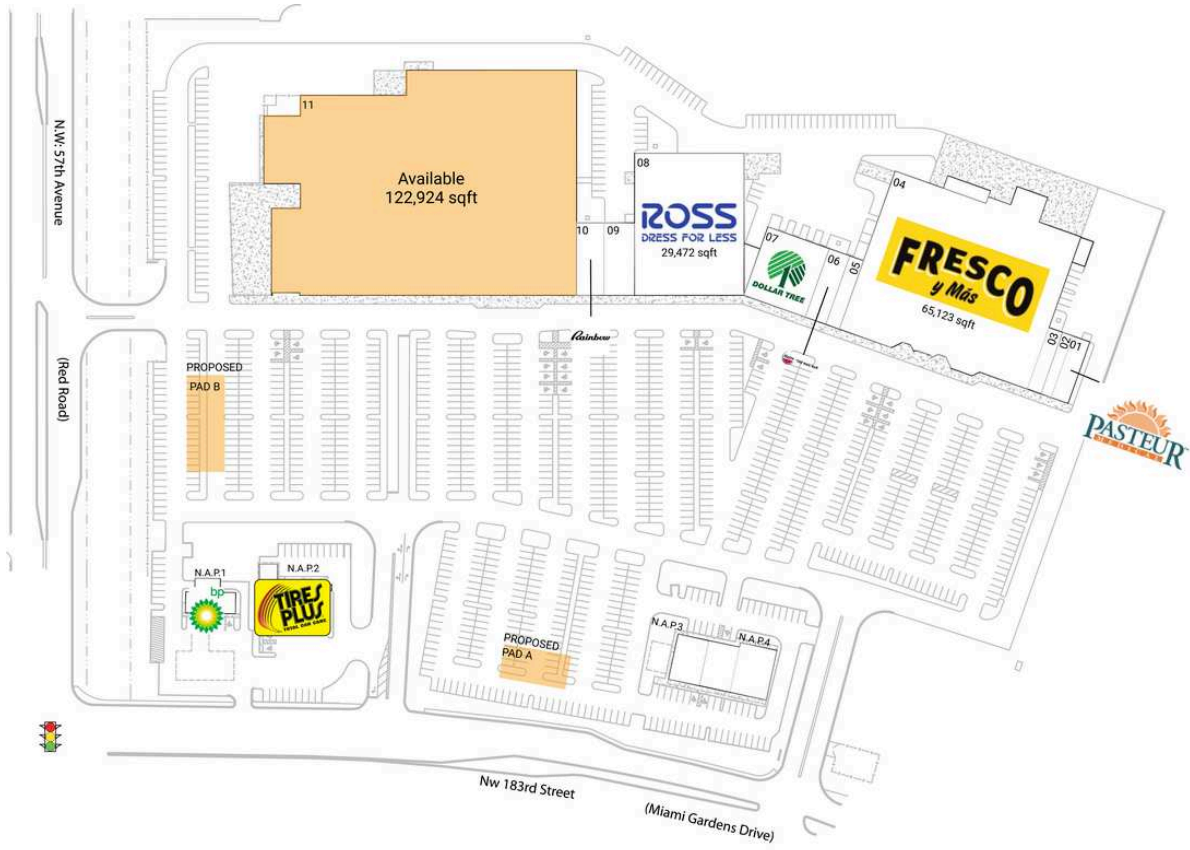 11
Available
122,924 sqft
10
09
08
ROSS
DRESS FOR LESS
29,472 sqft
07
DOLLAR TREE
06
05
04
FRESCO
y Más
65,123 sqft
03
02
01
PASTEUR
MEDICAL
Rainbow
N.W: 57th Avenue
(Red Road)
PROPOSED
PAD B
N.A.P.1
bp
N.A.P.2
TIRES
PLUS
TOTAL CAR CARE
PROPOSED
PAD A
N.A.P.3
N.A.P.4
Nw 183rd Street
(Miami Gardens Drive)